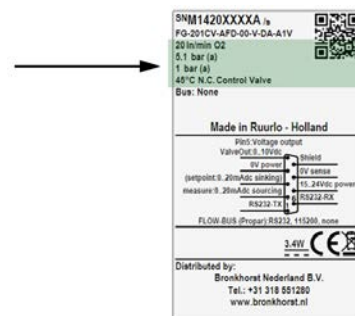 SNM1420XXXXA /s
FG-201CV-AFD-00-V-DA-A1V
20 ln/min O2
5.1 bar (a)
1 bar (a)
45°C N.C. Control Valve
Bus: None
Made in Ruurlo - Holland
Pin5:Voltage output
ValveOut:0..10Vdc
Shield
0V power
0V sense
(setpoint:0..20mAdc sinking)
15..24Vdc power
measure:0..20mAdc sourcing
RS232-RX
RS232-TX
FLOW-BUS (Propar):RS232, 115200, none
3.4W CE
Distributed by:
Bronkhorst Nederland B.V.
Tel.: +31 318 551280
www.bronkhorst.nl